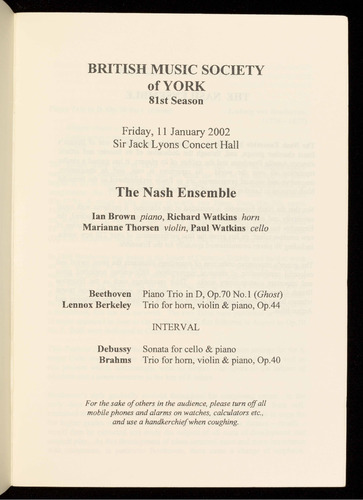 BRITISH MUSIC SOCIETY
of YORK
81st Season
Friday, 11 January 2002
Sir Jack Lyons Concert Hall
The Nash Ensemble
Ian Brown piano, Richard Watkins horn
Marianne Thorsen violin, Paul Watkins cello
Beethoven Piano Trio in D, Op.70 No.1 (Ghost)
Lennox Berkeley Trio for horn, violin & piano, Op.44
INTERVAL
Debussy Sonata for cello & piano
Brahms Trio for horn, violin & piano, Op.40
For the sake of others in the audience, please turn off all
mobile phones and alarms on watches, calculators etc.,
and use a handkerchief when coughing.